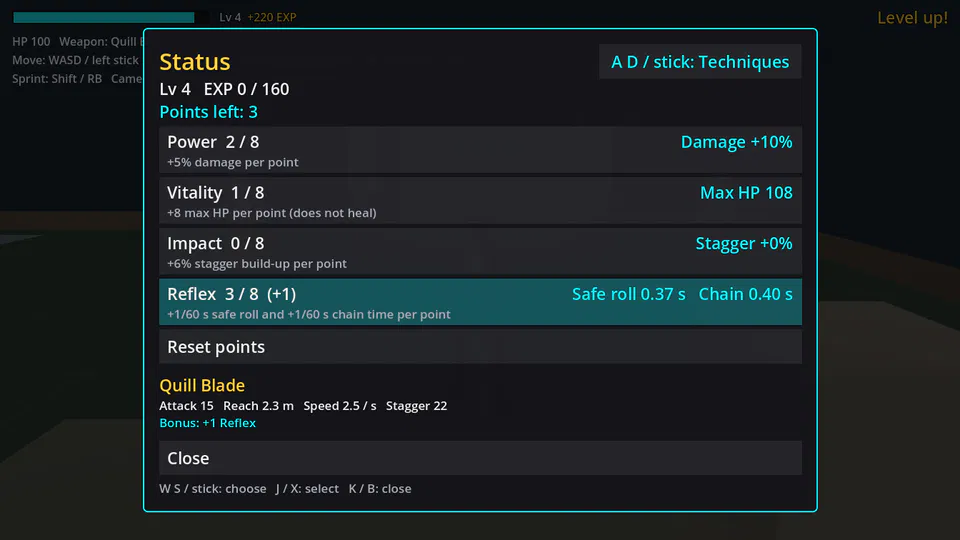 Lv 4 +220 EXP
Level up!
HP 100 Weapon: Quill
Move: WASD / left stick
Sprint: Shift / RB Came
Status
A D / stick: Techniques
Lv 4 EXP 0 / 160
Points left: 3
Power 2 / 8
Damage +10%
+5% damage per point
Vitality 1 / 8
Max HP 108
+8 max HP per point (does not heal)
Impact 0 / 8
Stagger +0%
+6% stagger build-up per point
Reflex 3 / 8 (+1)
Safe roll 0.37 s Chain 0.40 s
+1/60 s safe roll and +1/60 s chain time per point
Reset points
Quill Blade
Attack 15 Reach 2.3 m Speed 2.5 / s Stagger 22
Bonus: +1 Reflex
Close
W S / stick: choose J / X: select K / B: close